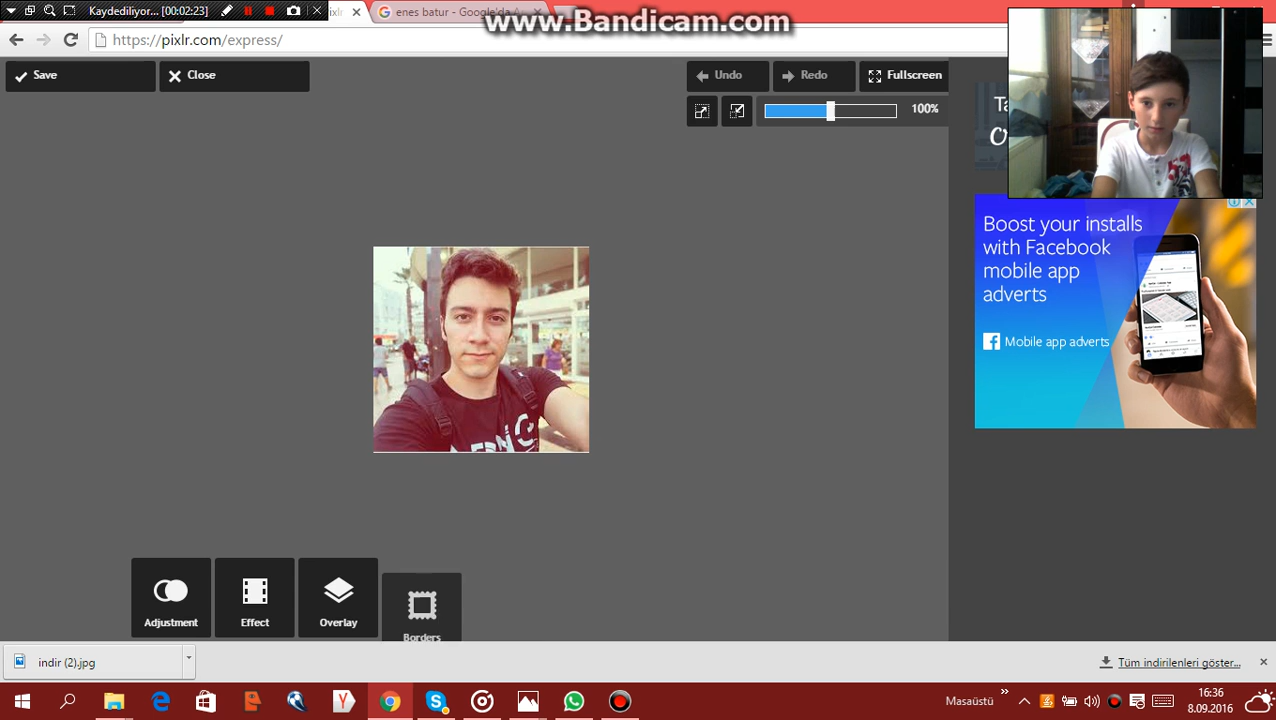 Kaydediliyor... [00:02:23]
ixlr
enes batur - Google'da A
www.Bandicam.com
https://pixlr.com/express/
Save
Close
Undo
Redo
Fullscreen
100%
Boost your installs
with Facebook
mobile app
adverts
Mobile app adverts
Adjustment
Effect
Overlay
Borders
indir (2).jpg
Tüm indirilenleri göster...
Masaüstü
16:36
8.09.2016